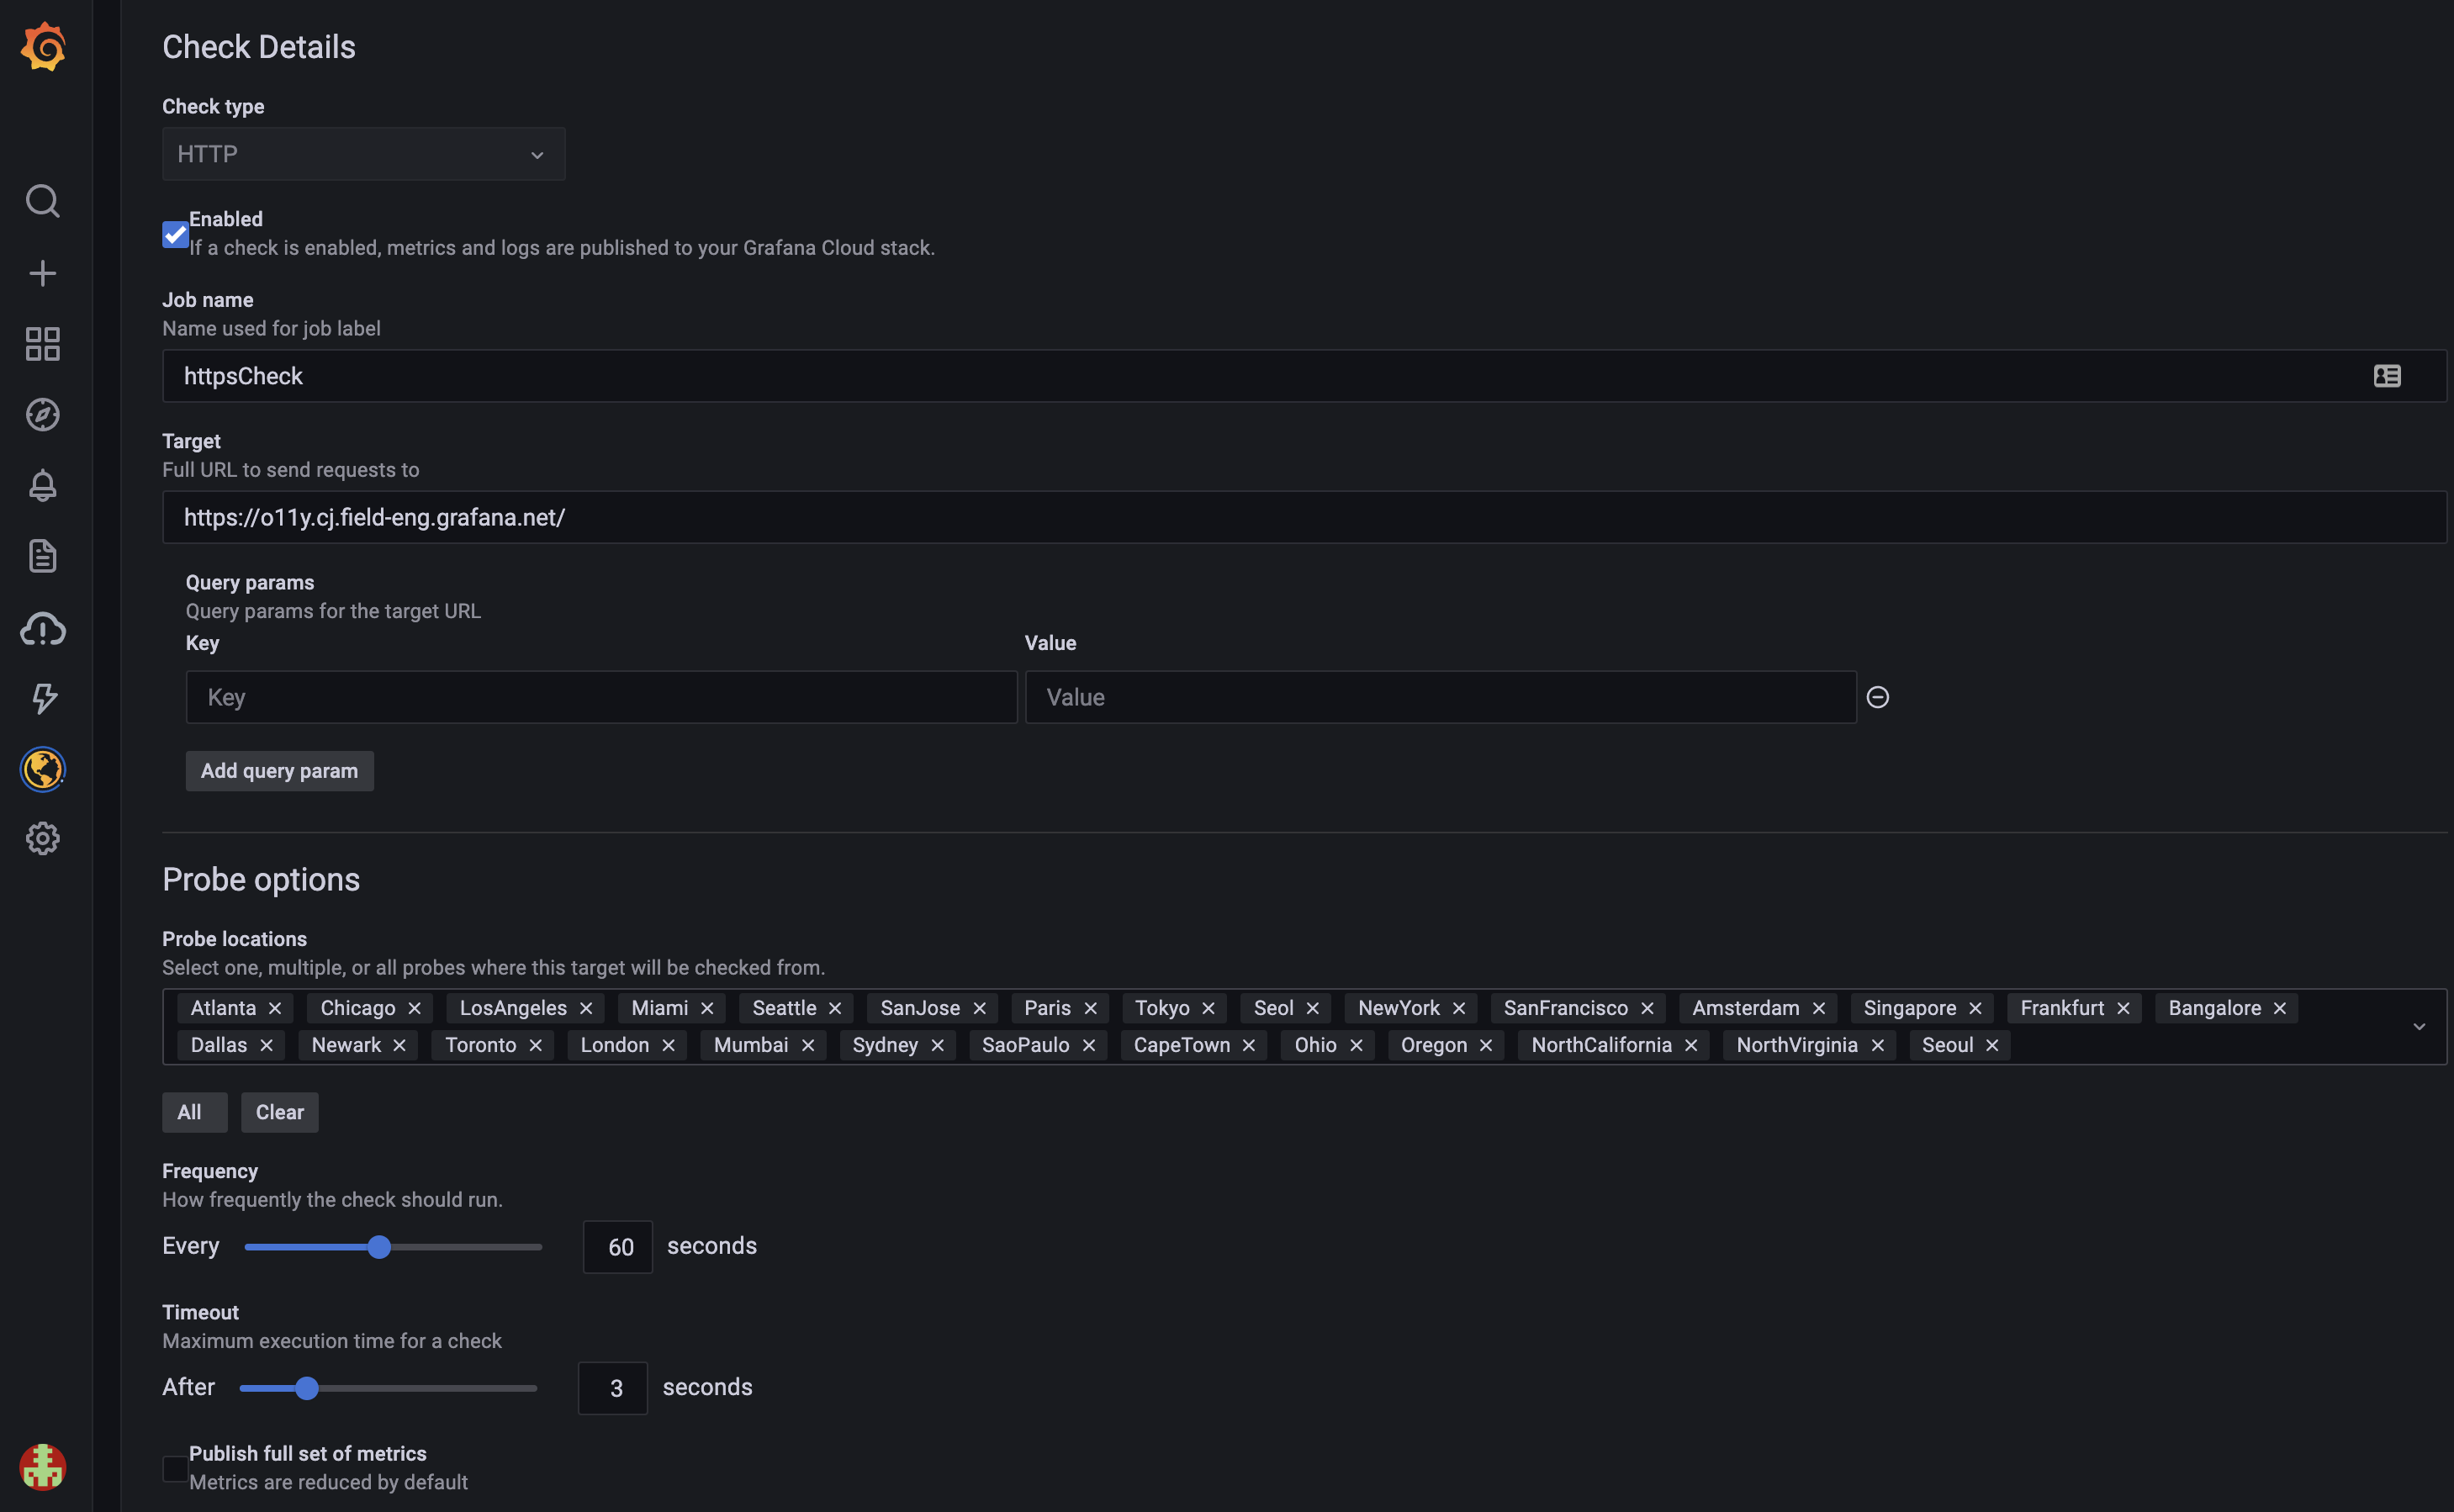 Check Details
Check type
HTTP
Enabled
If a check is enabled, metrics and logs are published to your Grafana Cloud stack.
Job name
Name used for job label
httpsCheck
Target
Full URL to send requests to
https://o11y.cj.field-eng.grafana.net/
Query params
Query params for the target URL
Key Value
Key Value
Add query param
Probe options
Probe locations
Select one, multiple, or all probes where this target will be checked from.
Atlanta Chicago LosAngeles Miami Seattle SanJose Paris Tokyo Seol NewYork SanFrancisco Amsterdam Singapore Frankfurt Bangalore
Dallas Newark Toronto London Mumbai Sydney SaoPaulo CapeTown Ohio Oregon NorthCalifornia NorthVirginia Seoul
All Clear
Frequency
How frequently the check should run.
Every 60 seconds
Timeout
Maximum execution time for a check
After 3 seconds
Publish full set of metrics
Metrics are reduced by default